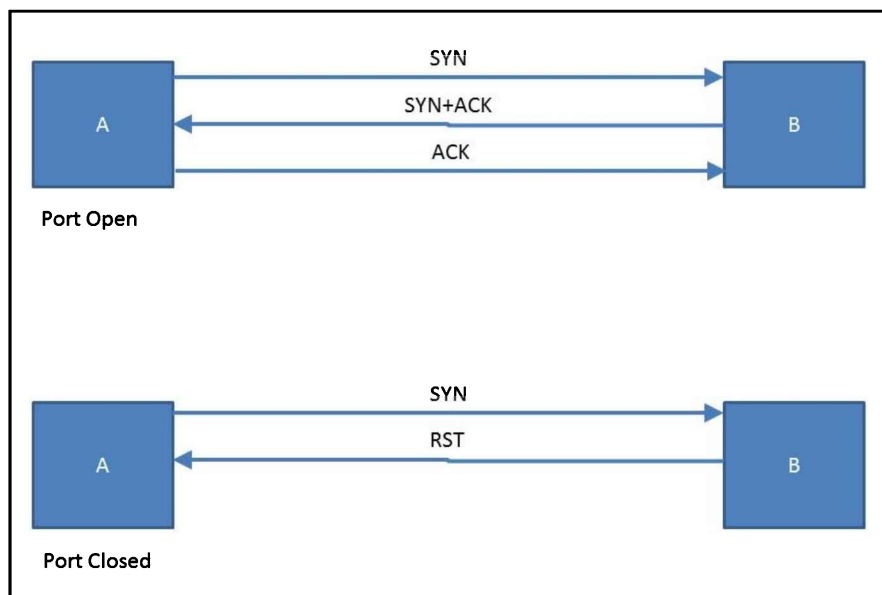 SYN
A
SYN+ACK
B
ACK
Port Open
SYN
A
RST
B
Port Closed